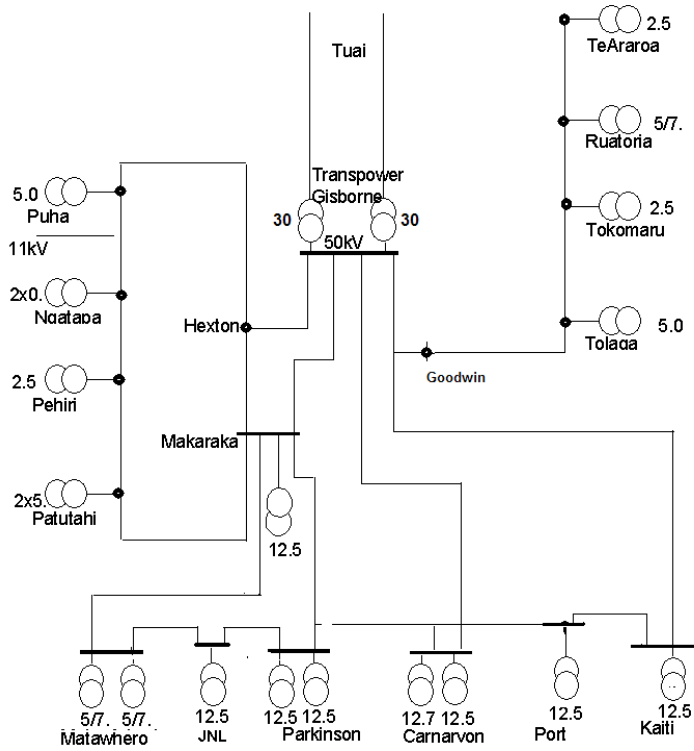 Tuai
2.5
TeAraroa
5/7.
Ruatoria
Transpower
Gisborne
30
30
50kV
5.0
Puha
11kV
2.5
Tokomaru
2x0.
Ngatapa
Hexton
5.0
Tolaga
Goodwin
2.5
Pehiri
Makaraka
2x5.
Patutahi
12.5
5/7.
5/7.
Matawhero
12.5
JNL
12.5
12.5
Parkinson
12.7
12.5
Carnarvon
12.5
Port
12.5
Kaiti